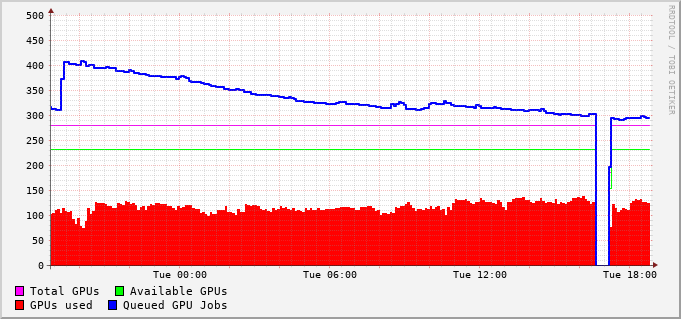 500
450
400
350
300
250
200
150
100
50
0
Tue 00:00 Tue 06:00 Tue 12:00 Tue 18:00
Total GPUs Available GPUs
GPUs used Queued GPU Jobs
RRDTOOL / TOBI OETIKER